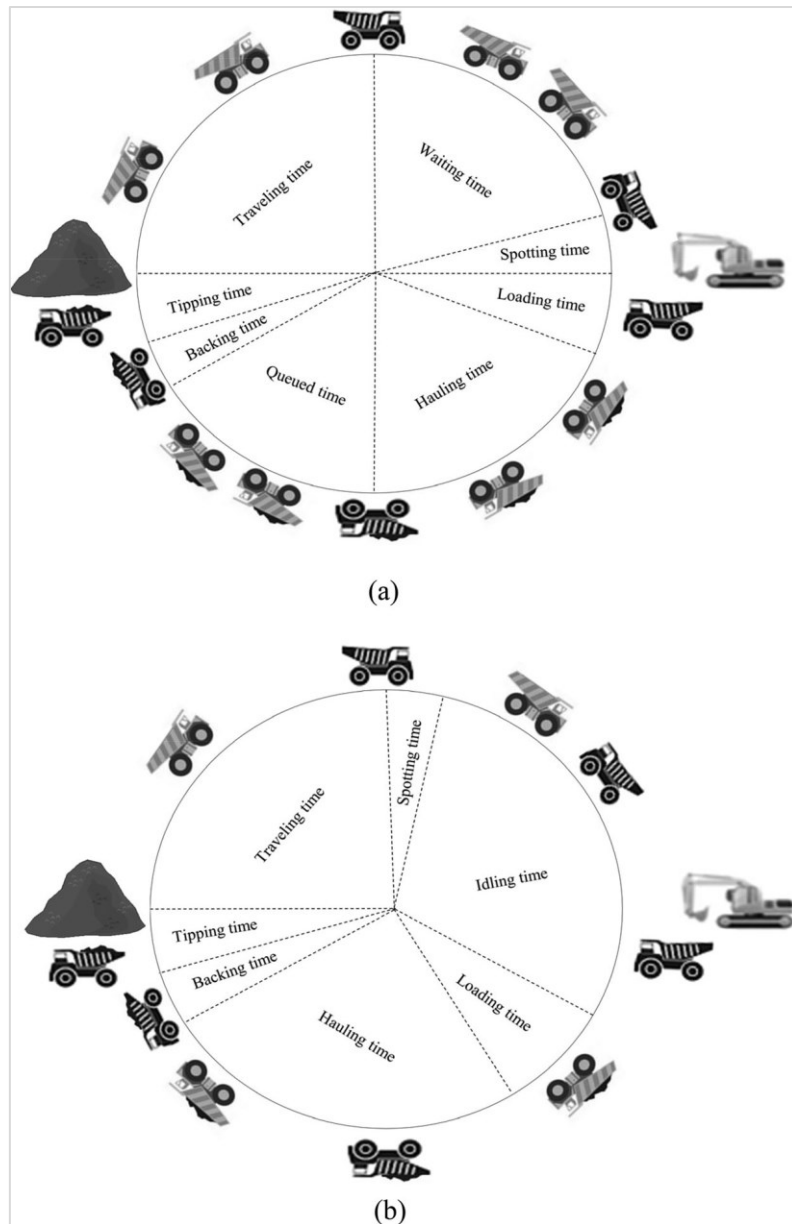 Traveling time
Waiting time
Spotting time
Tipping time
Loading time
Backing time
Queued time
Hauling time
(a)
Spotting time
Traveling time
Idling time
Tipping time
Backing time
Loading time
Hauling time
(b)